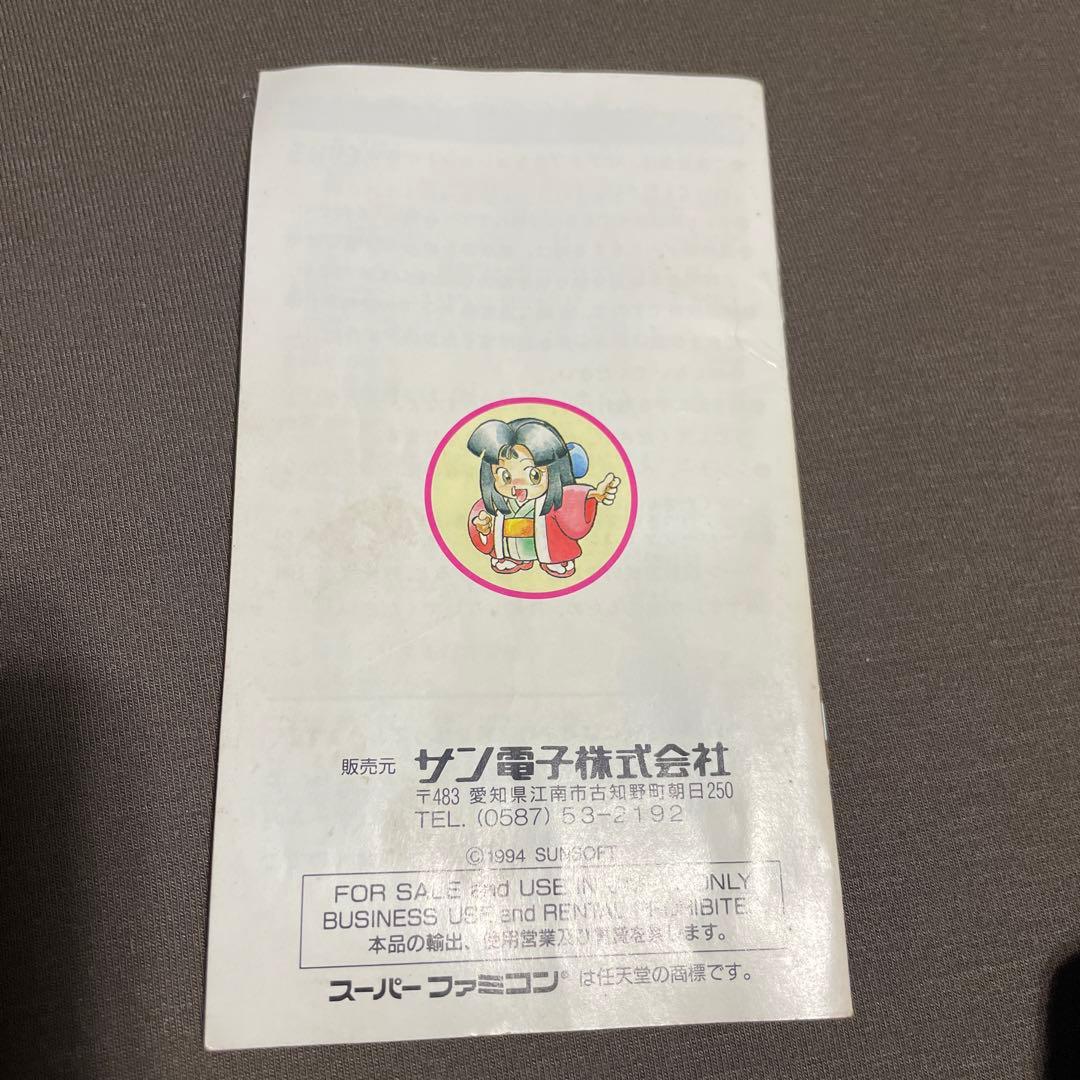 販売元 サン電子株式会社
〒483 愛知県江南市古知野町朝日250
TEL. (0587) 53-2192
©1994 SUNSOFT
FOR SALE and USE IN ONLY
BUSINESS USE and RENTAL
本品の輸出、使用営業及び賃貸を禁します。
スーパーファミコン® は任天堂の商標です。